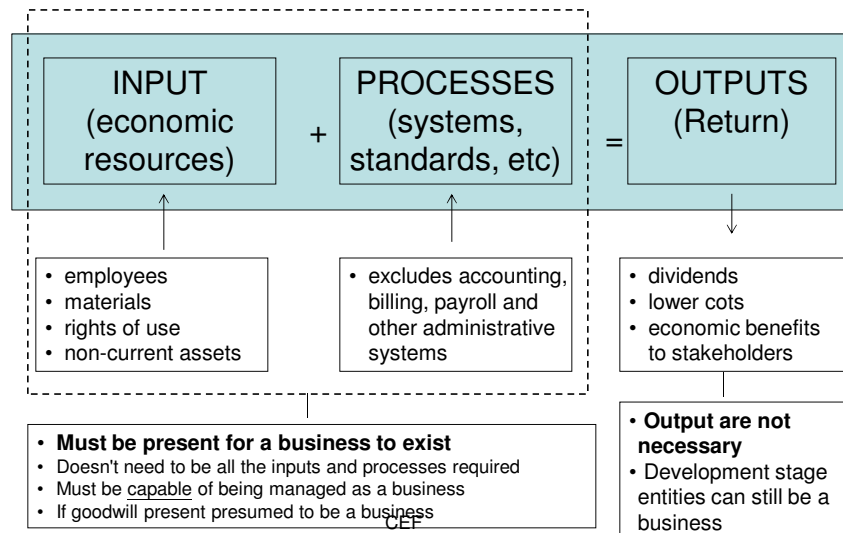 INPUT
(economic
resources)
+
PROCESSES
(systems,
standards, etc)
=
OUTPUTS
(Return)
• employees
• materials
• rights of use
• non-current assets
• excludes accounting,
billing, payroll and
other administrative
systems
• dividends
• lower cots
• economic benefits
to stakeholders
• Must be present for a business to exist
• Doesn't need to be all the inputs and processes required
• Must be capable of being managed as a business
• If goodwill present presumed to be a business
CEF
• Output are not
necessary
• Development stage
entities can still be a
business